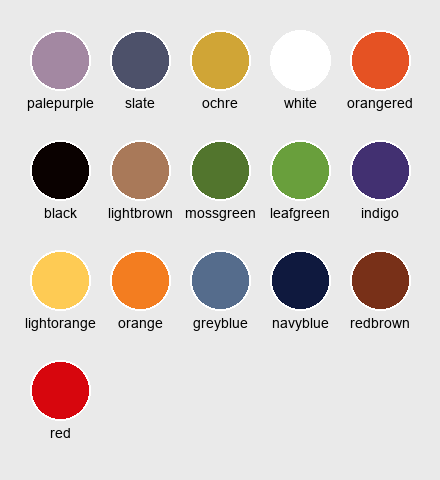 palepurple slate ochre white orangered
black lightbrown mossgreen leafgreen indigo
lightorange orange greyblue navyblue redbrown
red